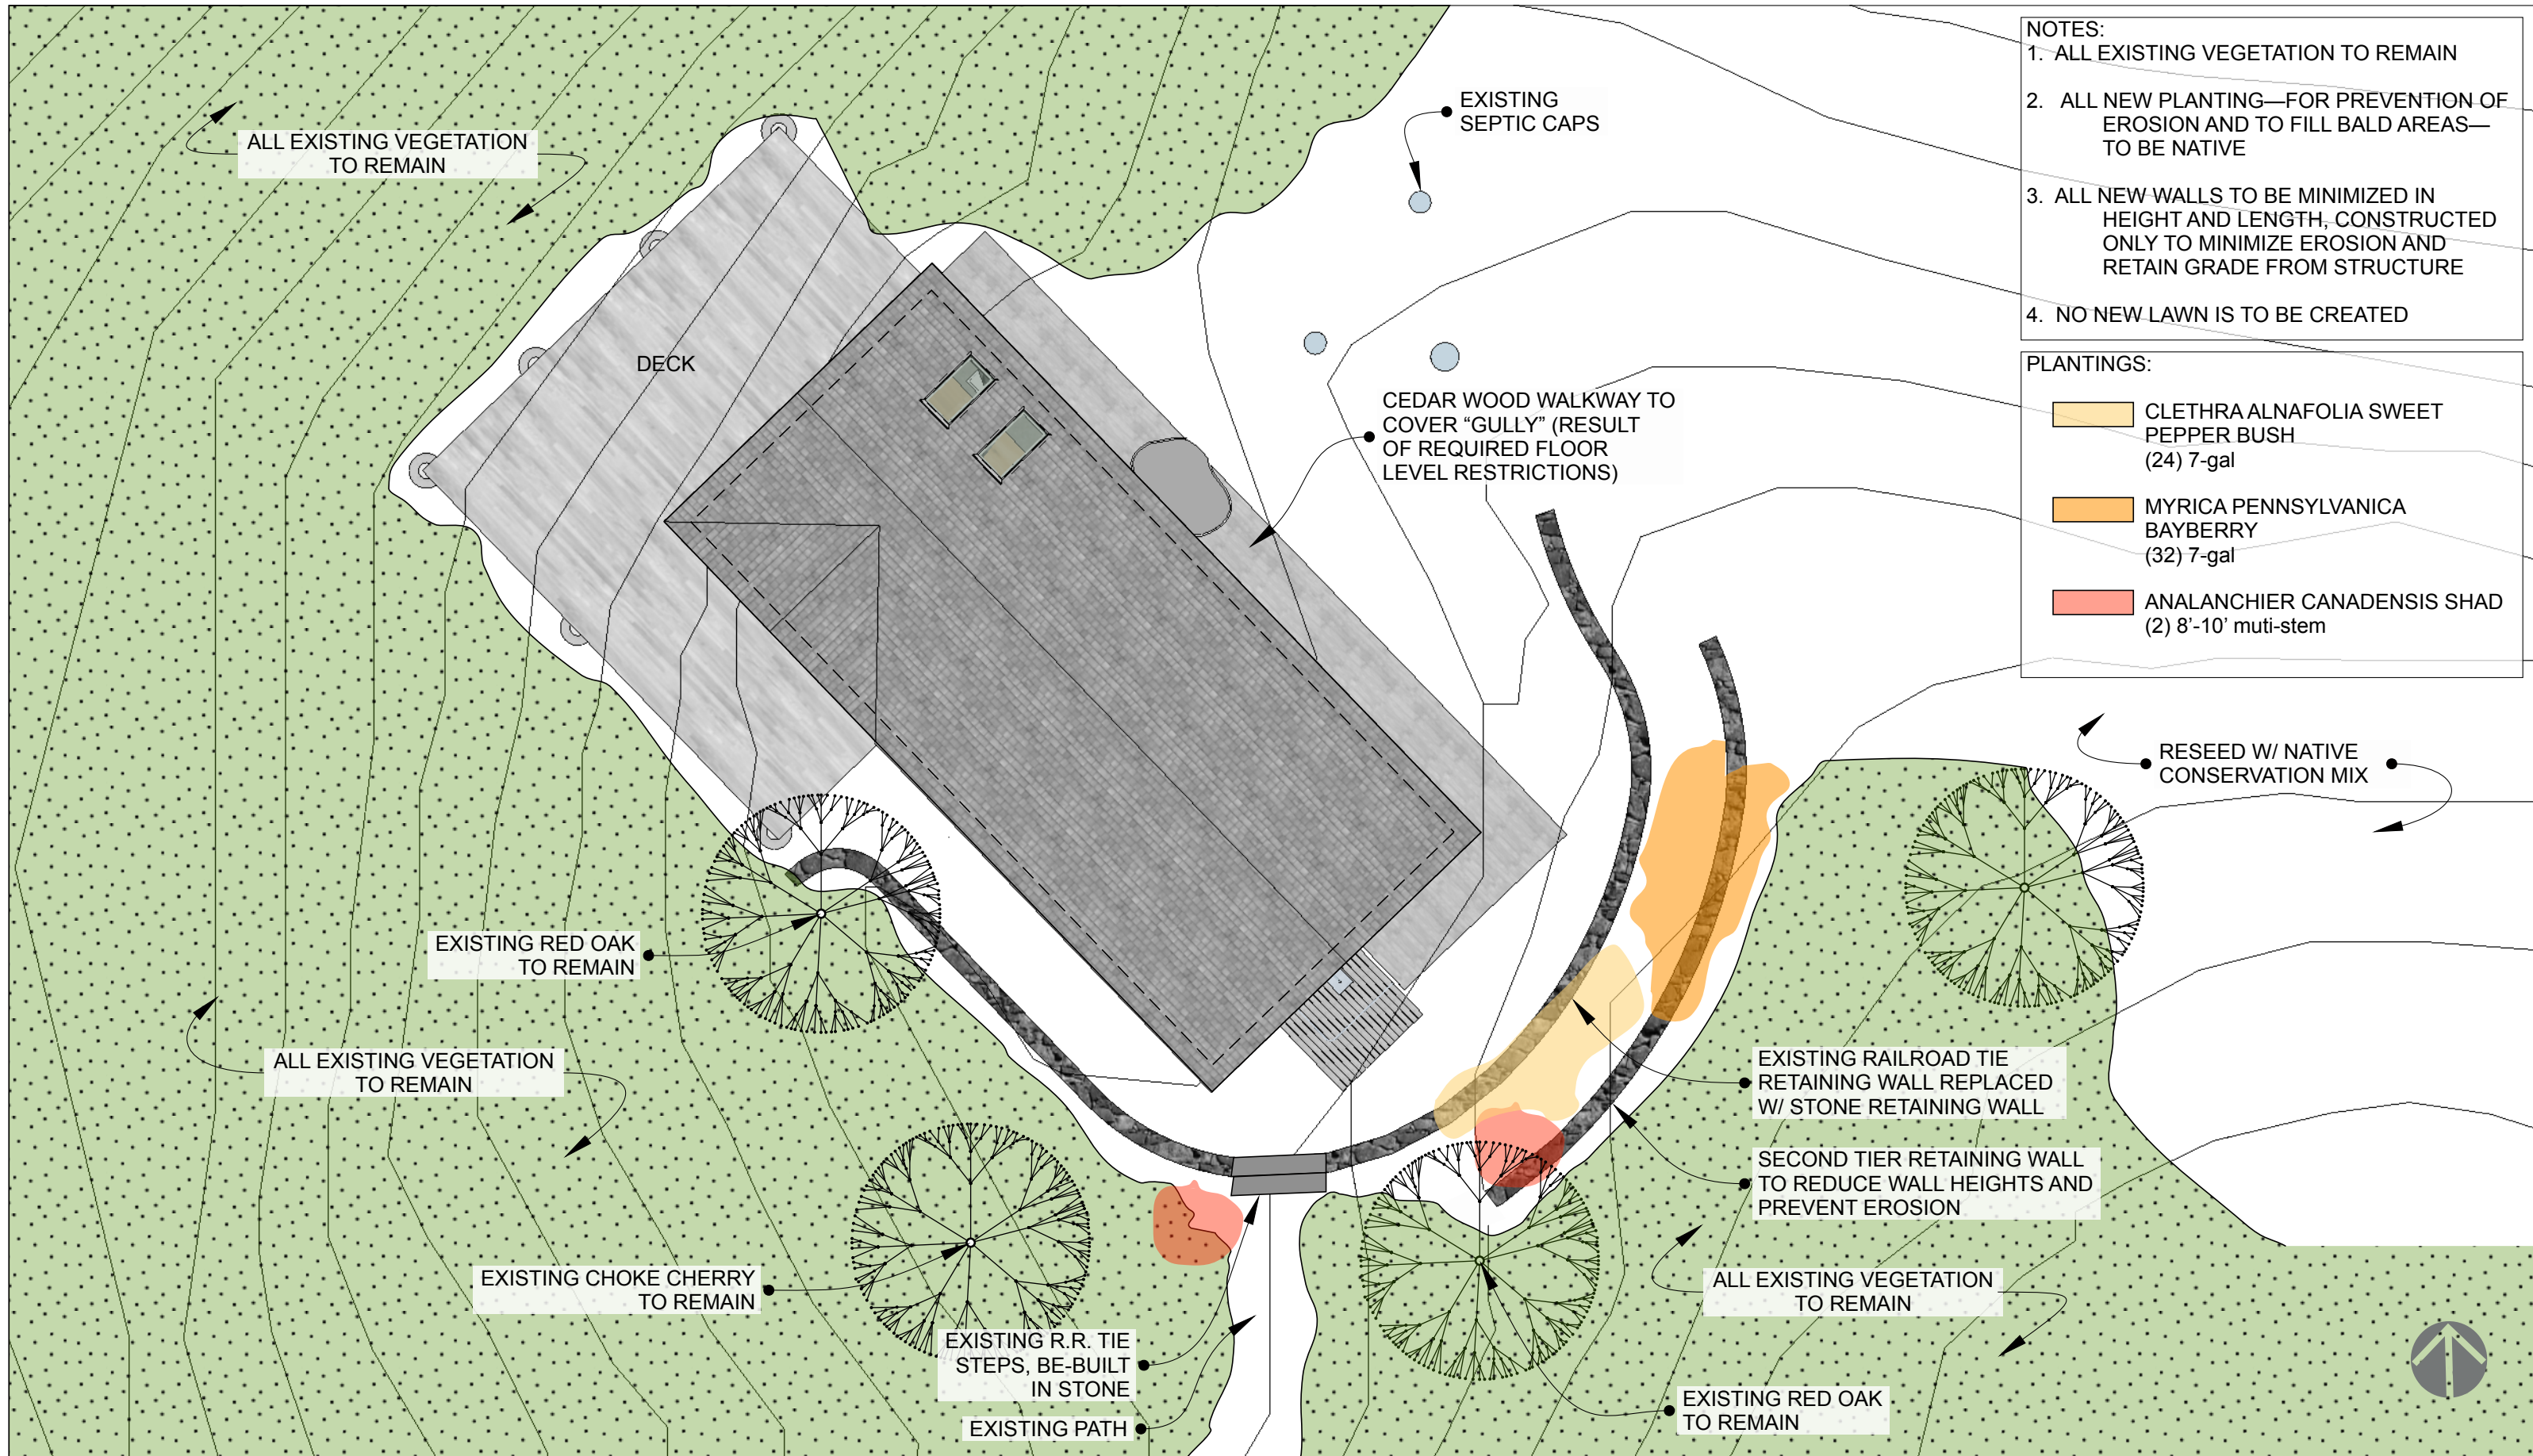 NOTES:
1. ALL EXISTING VEGETATION TO REMAIN
2. ALL NEW PLANTING—FOR PREVENTION OF
EROSION AND TO FILL BALD AREAS—
TO BE NATIVE
3. ALL NEW WALLS TO BE MINIMIZED IN
HEIGHT AND LENGTH, CONSTRUCTED
ONLY TO MINIMIZE EROSION AND
RETAIN GRADE FROM STRUCTURE
4. NO NEW LAWN IS TO BE CREATED
PLANTINGS:
CLETHRA ALNAFOLIA SWEET
PEPPER BUSH
(24) 7-gal
MYRICA PENNSYLVANICA
BAYBERRY
(32) 7-gal
ANALANCHIER CANADENSIS SHAD
(2) 8'-10' muti-stem
EXISTING
SEPTIC CAPS
ALL EXISTING VEGETATION
TO REMAIN
DECK
CEDAR WOOD WALKWAY TO
COVER “GULLY” (RESULT
OF REQUIRED FLOOR
LEVEL RESTRICTIONS)
RESEED W/ NATIVE
CONSERVATION MIX
EXISTING RED OAK
TO REMAIN
ALL EXISTING VEGETATION
TO REMAIN
EXISTING RAILROAD TIE
RETAINING WALL REPLACED
W/ STONE RETAINING WALL
SECOND TIER RETAINING WALL
TO REDUCE WALL HEIGHTS AND
PREVENT EROSION
EXISTING CHOKE CHERRY
TO REMAIN
ALL EXISTING VEGETATION
TO REMAIN
EXISTING R.R. TIE
STEPS, BE-BUILT
IN STONE
EXISTING PATH
EXISTING RED OAK
TO REMAIN